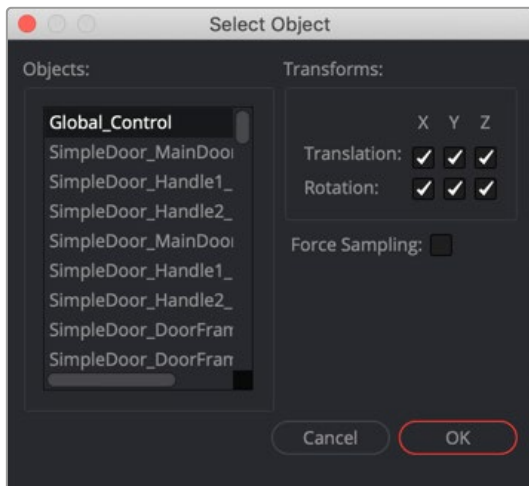 Select Object
Objects:
Global_Control
SimpleDoor_MainDoor
SimpleDoor_Handle1_
SimpleDoor_Handle2_
SimpleDoor_MainDoor
SimpleDoor_Handle1_
SimpleDoor_Handle2_
SimpleDoor_DoorFram
SimpleDoor_DoorFram
Transforms:
X Y Z
Translation:
Rotation:
Force Sampling:
Cancel OK